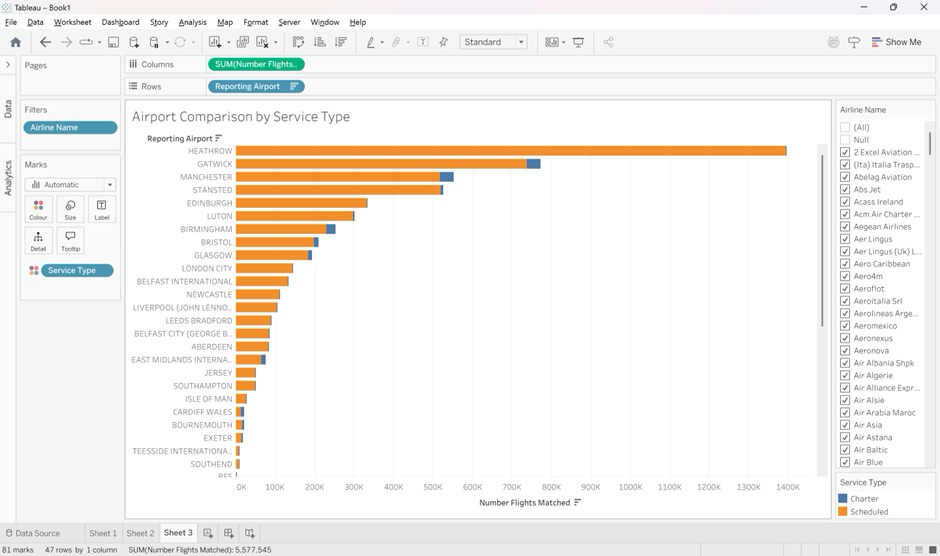 Tableau – Book1
File Data Worksheet Dashboard Story Analysis Map Format Server Window Help
Standard
Show Me
Pages
Columns SUM(Number Flights..
Rows Reporting Airport
Data
Analytics
Filters
Airline Name
Marks
Automatic
Colour Size Label
Detail Tooltip
Service Type
Airport Comparison by Service Type
Reporting Airport
HEATHROW
GATWICK
MANCHESTER
STANSTED
EDINBURGH
LUTON
BIRMINGHAM
BRISTOL
GLASGOW
LONDON CITY
BELFAST INTERNATIONAL
NEWCASTLE
LIVERPOOL (JOHN LENNO..
LEEDS BRADFORD
BELFAST CITY (GEORGE B..
ABERDEEN
EAST MIDLANDS INTERNA..
JERSEY
SOUTHAMPTON
ISLE OF MAN
CARDIFF WALES
BOURNEMOUTH
EXETER
TEESSIDE INTERNATIONA..
SOUTHEND
0K 100K 200K 300K 400K 500K 600K 700K 800K 900K 1000K 1100K 1200K 1300K 1400K
Number Flights Matched
Airline Name
(All)
Null
2 Excel Aviation ...
(Ita) Italia Trasp...
Abelag Aviation
Abs Jet
Acass Ireland
Acm Air Charter ...
Aegean Airlines
Aer Lingus
Aer Lingus (Uk) L...
Aero Caribbean
Aero4m
Aeroflot
Aeroitalia Srl
Aerolineas Arge...
Aeromexico
Aeronexus
Aeronova
Air Albania Shpk
Air Algerie
Air Alliance Expr...
Air Alsie
Air Arabia Maroc
Air Asia
Air Astana
Air Baltic
Air Blue
Service Type
Charter
Scheduled
Data Source Sheet 1 Sheet 2 Sheet 3
81 marks 47 rows by 1 column SUM(Number Flights Matched): 5.577.545